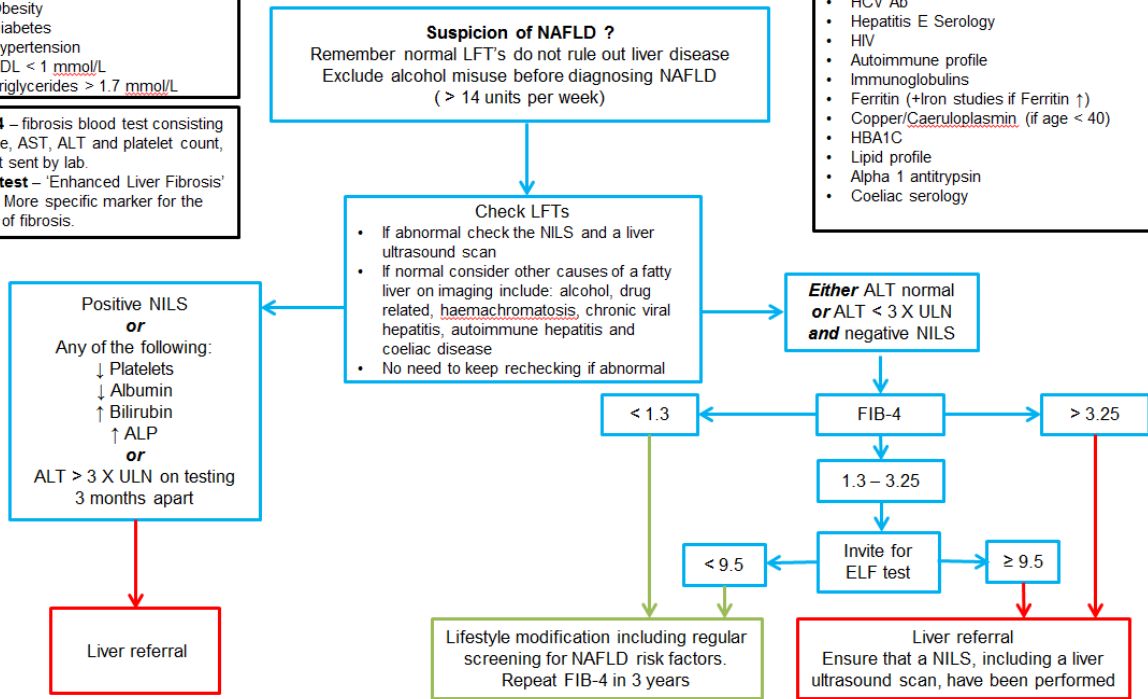 Obesity
Diabetes
Hypertension
HDL < 1 mmol/L
Triglycerides > 1.7 mmol/L
4 – fibrosis blood test consisting
e, AST, ALT and platelet count,
t sent by lab.
test – ‘Enhanced Liver Fibrosis’
More specific marker for the
of fibrosis.
Suspicion of NAFLD ?
Remember normal LFT’s do not rule out liver disease
Exclude alcohol misuse before diagnosing NAFLD
( > 14 units per week)
• HCV Ab
• Hepatitis E Serology
• HIV
• Autoimmune profile
• Immunoglobulins
• Ferritin (+Iron studies if Ferritin ↑)
• Copper/Caeruloplasmin (if age < 40)
• HBA1C
• Lipid profile
• Alpha 1 antitrypsin
• Coeliac serology
Check LFTs
• If abnormal check the NILS and a liver
ultrasound scan
• If normal consider other causes of a fatty
liver on imaging include: alcohol, drug
related, haemachromatosis, chronic viral
hepatitis, autoimmune hepatitis and
coeliac disease
• No need to keep rechecking if abnormal
Positive NILS
or
Any of the following:
↓ Platelets
↓ Albumin
↑ Bilirubin
↑ ALP
or
ALT > 3 X ULN on testing
3 months apart
Either ALT normal
or ALT < 3 X ULN
and negative NILS
< 1.3
FIB-4
> 3.25
1.3 – 3.25
< 9.5
Invite for
ELF test
≥ 9.5
Liver referral
Lifestyle modification including regular
screening for NAFLD risk factors.
Repeat FIB-4 in 3 years
Liver referral
Ensure that a NILS, including a liver
ultrasound scan, have been performed